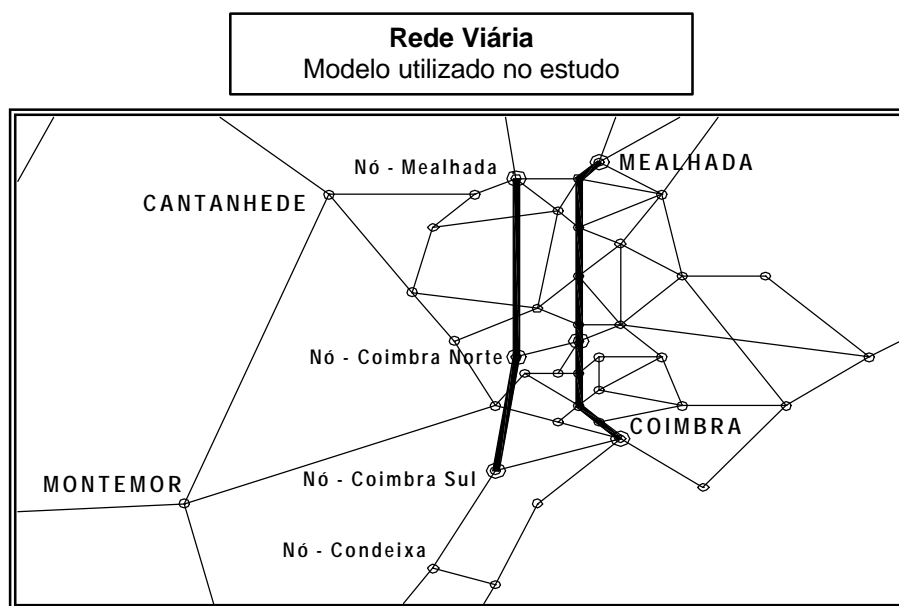 Rede Viária
Modelo utilizado no estudo
Nó - Mealhada
MEALHADA
CANTANHEDE
Nó - Coimbra Norte
COIMBRA
MONTEMOR
Nó - Coimbra Sul
Nó - Condeixa